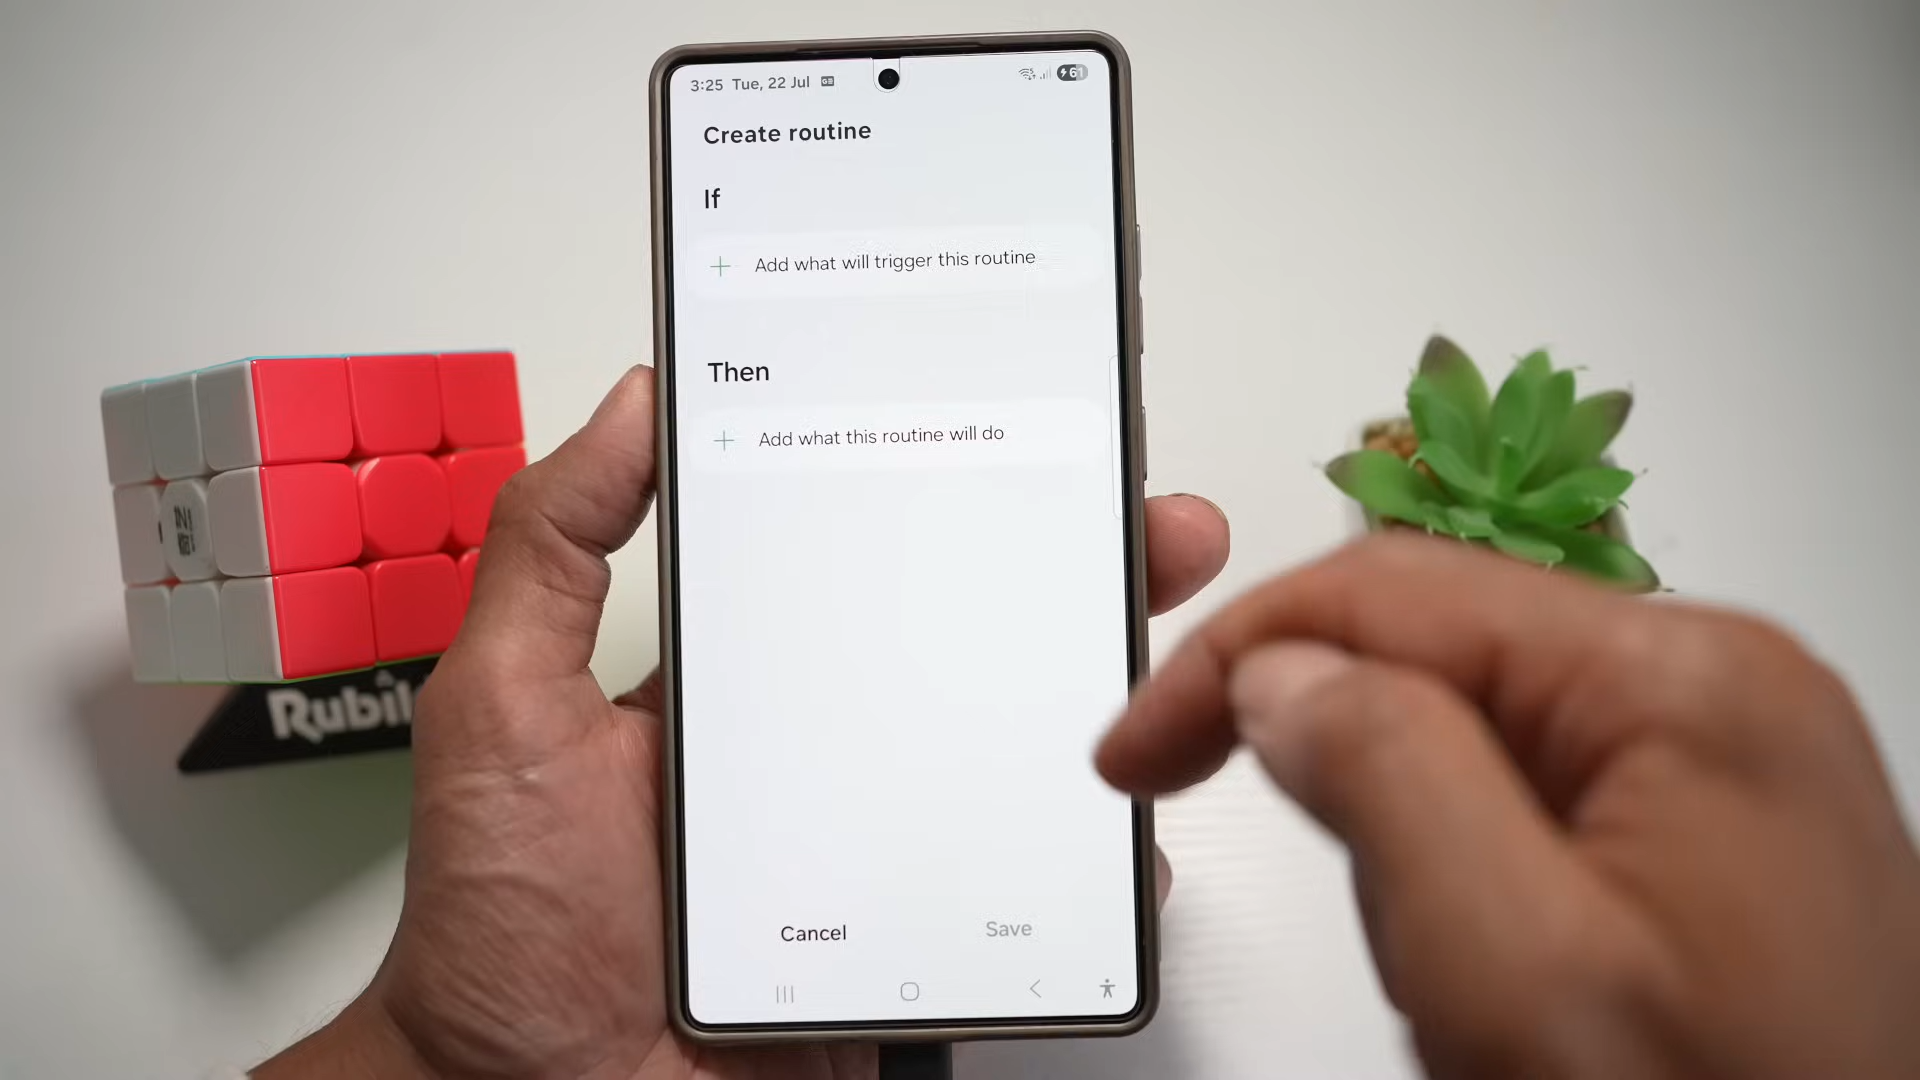 3:25 Tue, 22 Jul
61
Create routine
If
Add what will trigger this routine
Then
Add what this routine will do
Cancel
Save